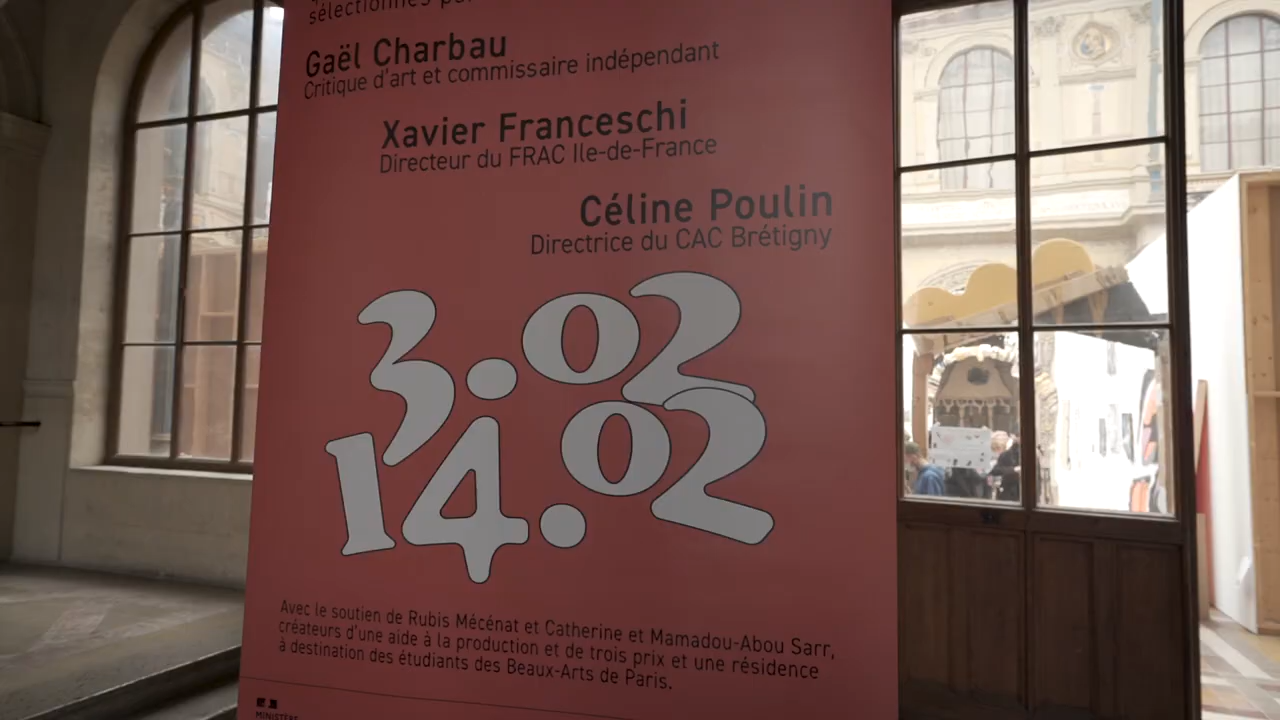 sélectionnés
Gaël Charbau
Critique d'art et commissaire indépendant
Xavier Franceschi
Directeur du FRAC Ile-de-France
Céline Poulin
Directrice du CAC Brétigny
3.02
14.02
Avec le soutien de Rubis Mécénat et Catherine et Mamadou-Abou Sarr,
créateurs d'une aide à la production et de trois prix et une résidence
à destination des étudiants des Beaux-Arts de Paris.
MINISTÈRE